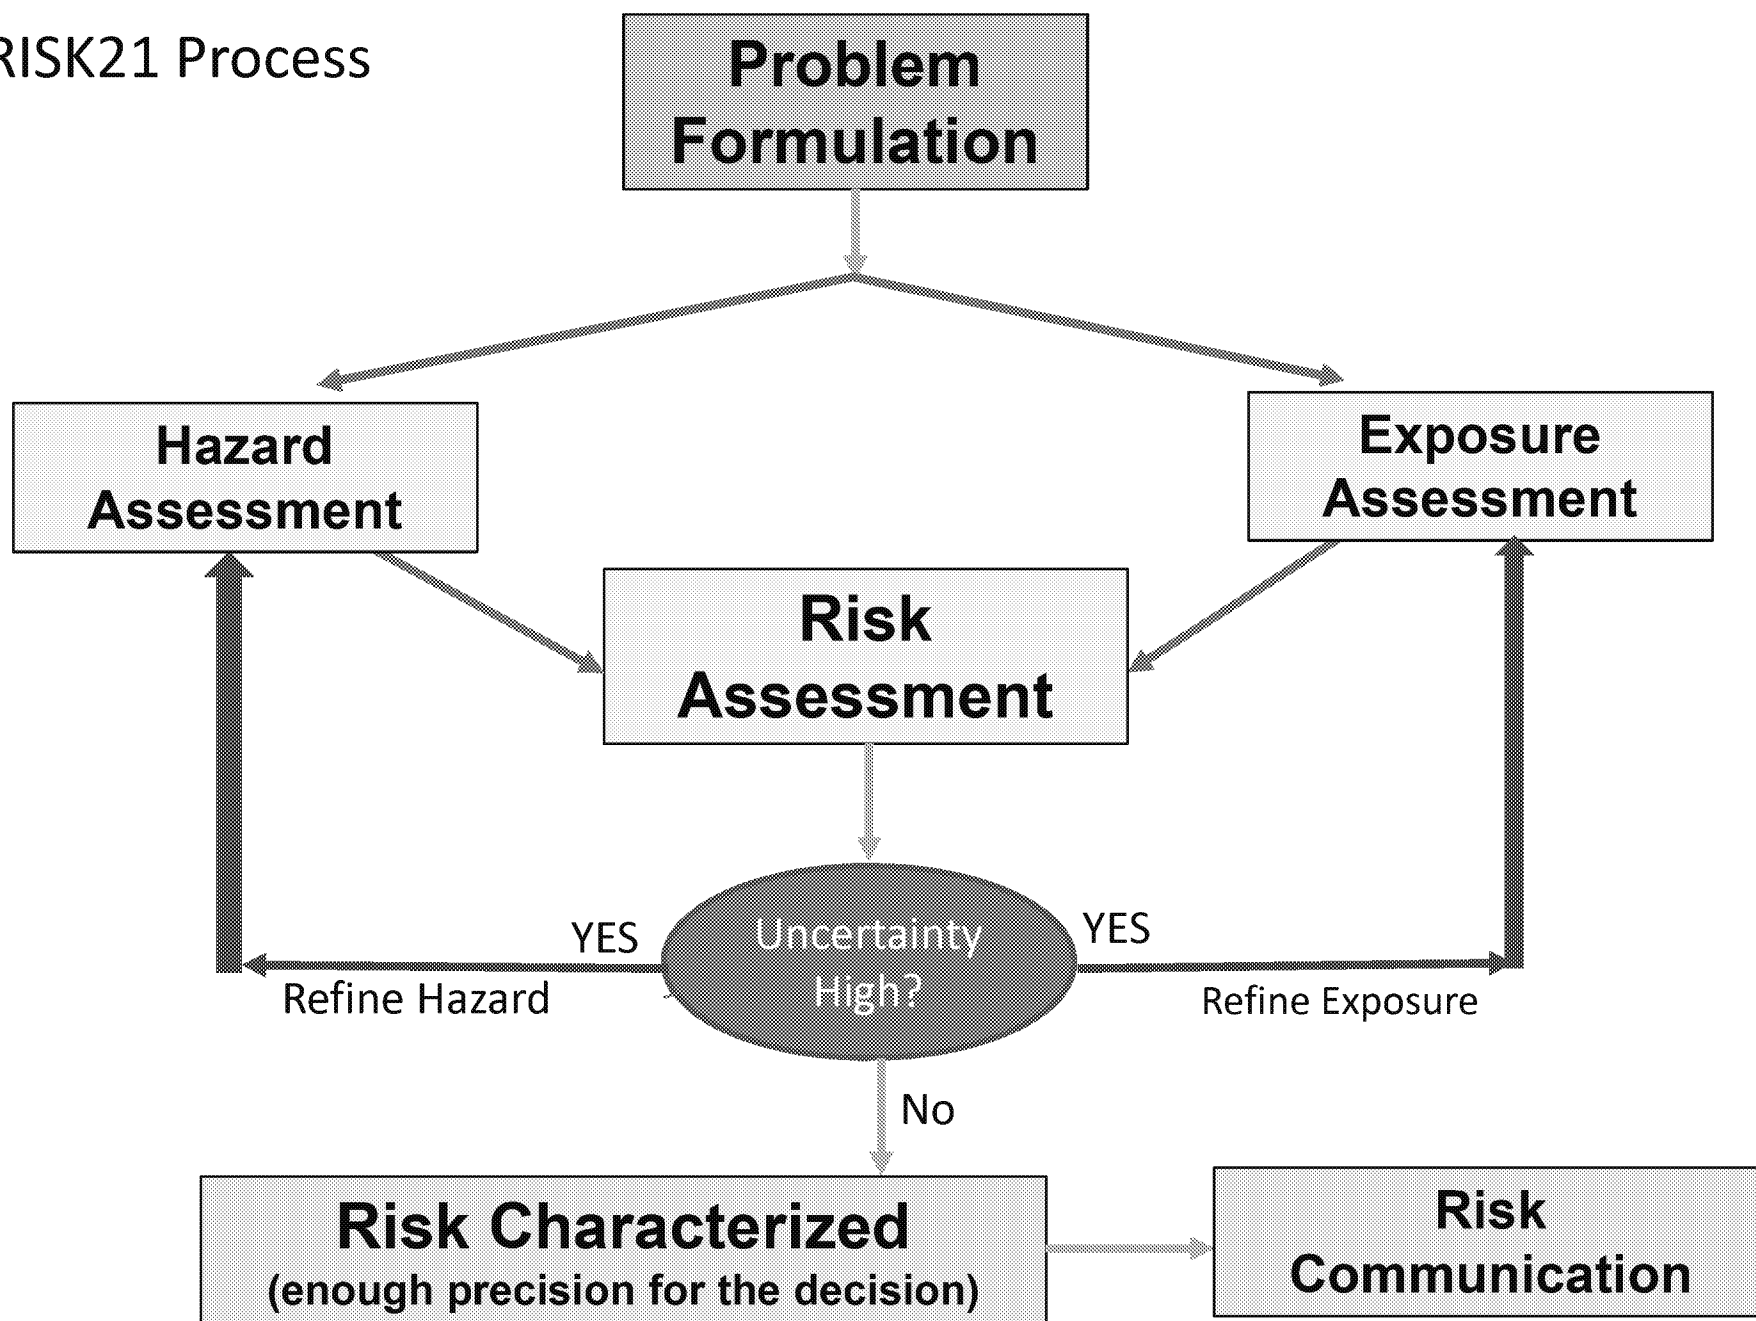 RISK21 Process
Problem
Formulation
Hazard
Assessment
Exposure
Assessment
Risk
Assessment
Uncertainty
High?
YES
Refine Hazard
YES
Refine Exposure
No
Risk Characterized
(enough precision for the decision)
Risk
Communication